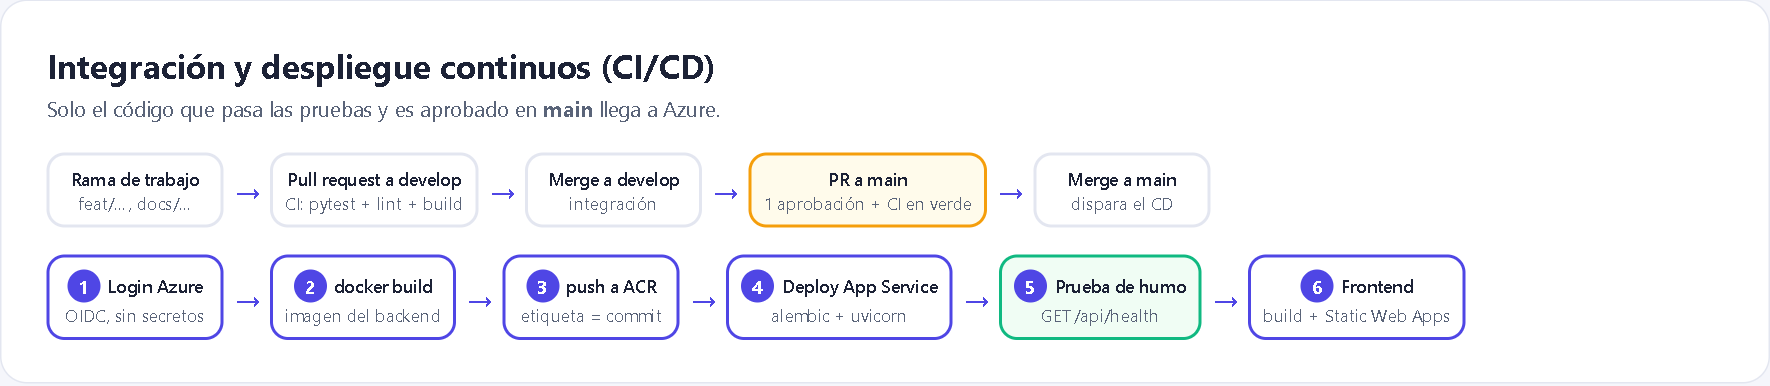 Integración y despliegue continuos (CI/CD)
Solo el código que pasa las pruebas y es aprobado en main llega a Azure.
Rama de trabajo
feat/..., docs/...
→
Pull request a develop
CI: pytest + lint + build
→
Merge a develop
integración
→
PR a main
1 aprobación + CI en verde
→
Merge a main
dispara el CD
1 Login Azure
OIDC, sin secretos
→
2 docker build
imagen del backend
→
3 push a ACR
etiqueta = commit
→
4 Deploy App Service
alembic + uvicorn
→
5 Prueba de humo
GET /api/health
→
6 Frontend
build + Static Web Apps